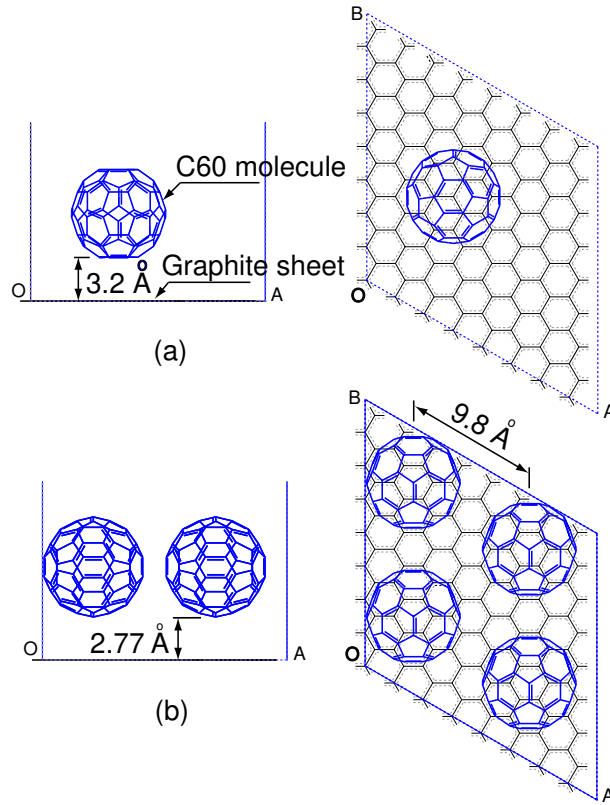 B
C60 molecule
Graphite sheet
O
3.2 Å
A
O
A
(a)
B
9.8 Å
2.77 Å
O
A
O
A
(b)